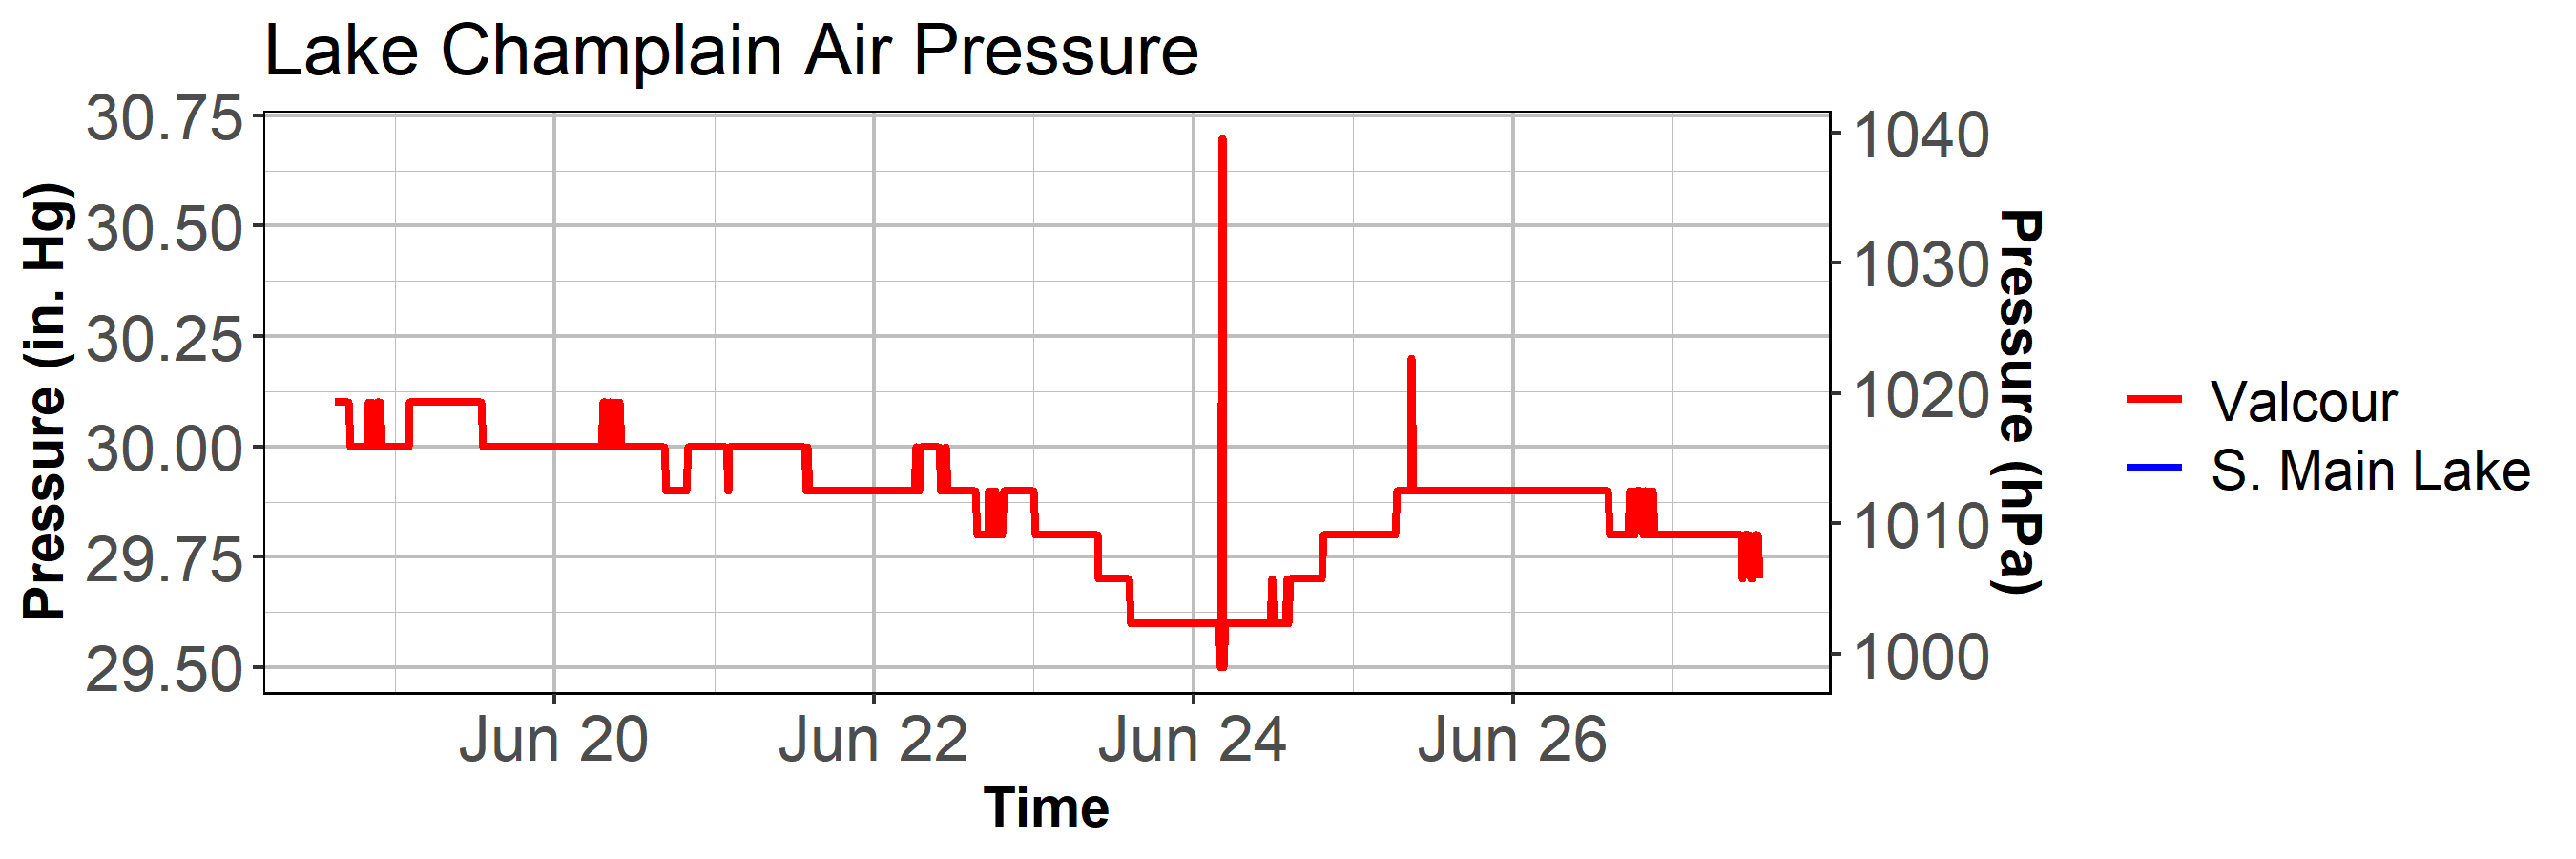 Lake Champlain Air Pressure
Pressure (in. Hg)
30.75
30.50
30.25
30.00
29.75
29.50
1040
1030
1020
1010
1000
Pressure (hPa)
Jun 20
Jun 22
Jun 24
Jun 26
Time
Valcour
S. Main Lake